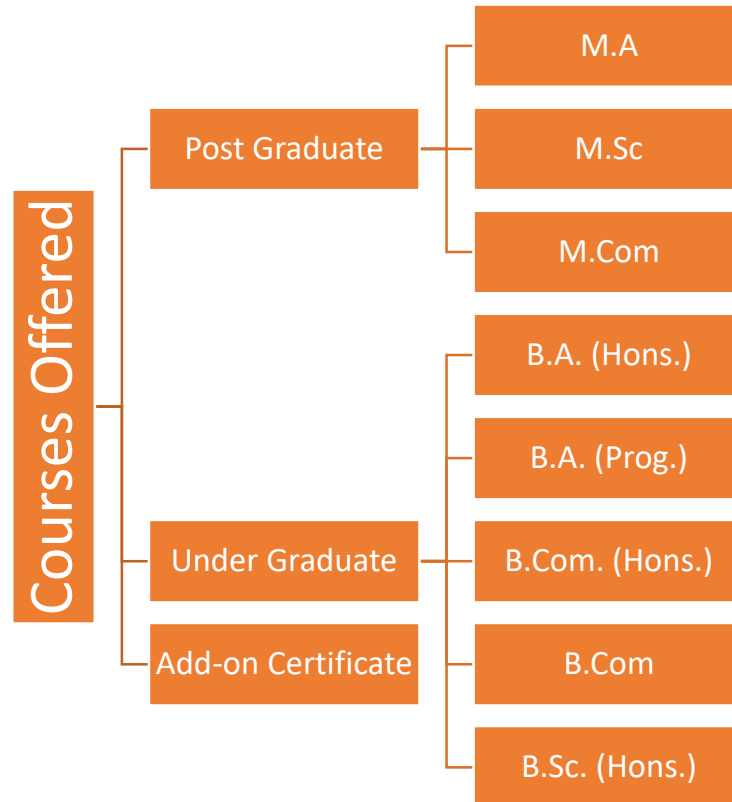 Courses Offered
Post Graduate
M.A
M.Sc
M.Com
Under Graduate
B.A. (Hons.)
B.A. (Prog.)
B.Com. (Hons.)
B.Com
B.Sc. (Hons.)
Add-on Certificate